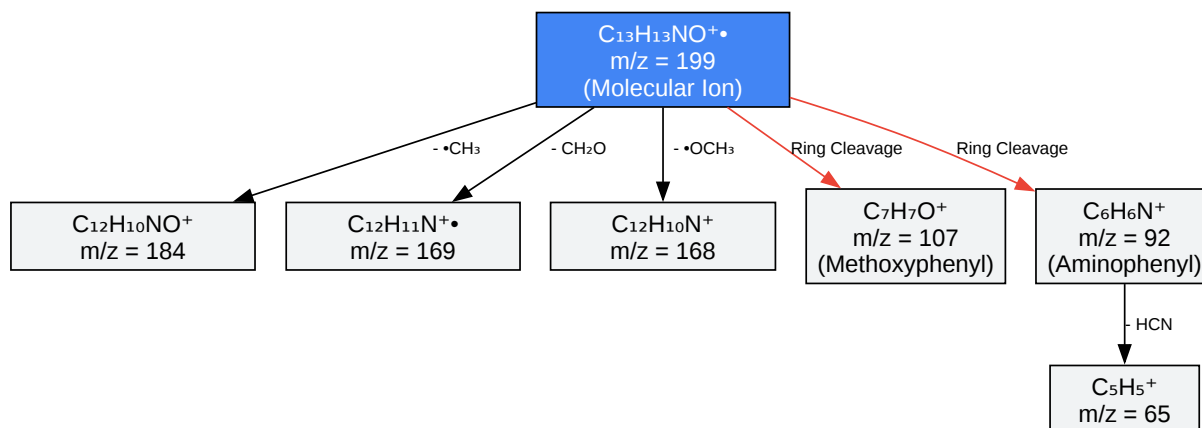 C₁₃H₁₃NO⁺•
m/z = 199
(Molecular Ion)
- •CH₃
- CH₂O
- •OCH₃
Ring Cleavage
Ring Cleavage
C₁₂H₁₀NO⁺
m/z = 184
C₁₂H₁₁N⁺•
m/z = 169
C₁₂H₁₀N⁺
m/z = 168
C₇H₇O⁺
m/z = 107
(Methoxyphenyl)
C₆H₆N⁺
m/z = 92
(Aminophenyl)
- HCN
C₅H₅⁺
m/z = 65